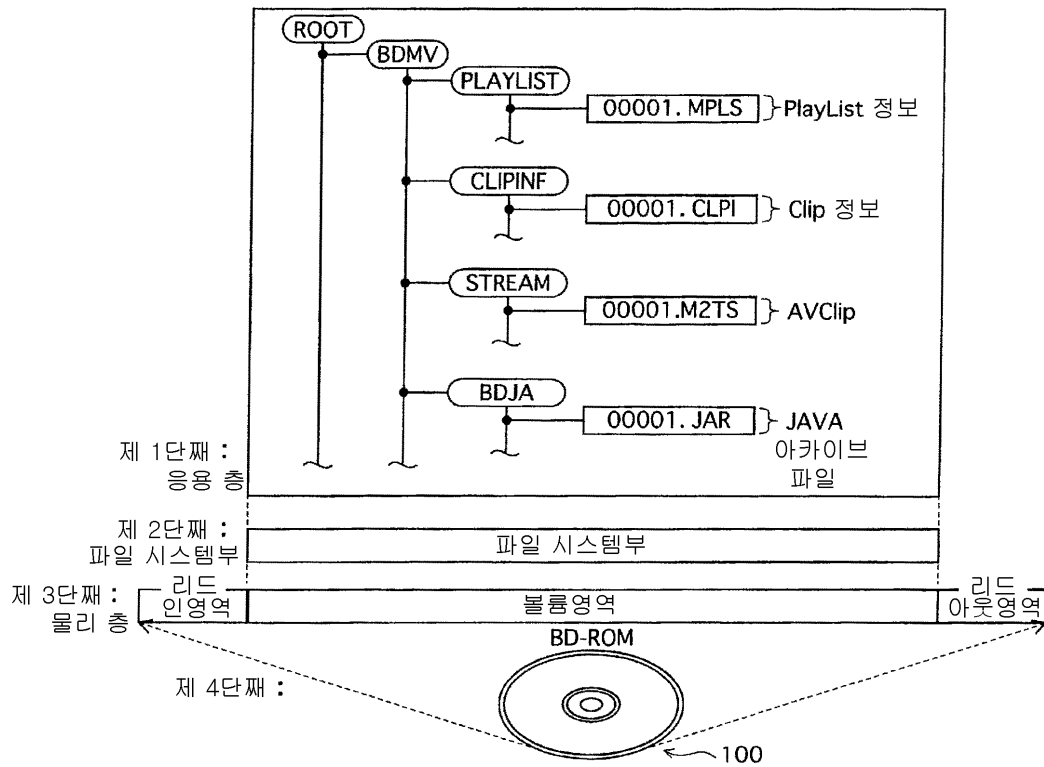 ROOT
BDMV
PLAYLIST
00001. MPLS
PlayList 정보
CLIPINF
00001. CLPI
Clip 정보
STREAM
00001.M2TS
AVClip
BDJA
00001. JAR
JAVA
아카이브
파일
제 1단째 :
응용 층
제 2단째 :
파일 시스템부
파일 시스템부
제 3단째 :
물리 층
리드
인영역
볼륨영역
리드
아웃영역
BD-ROM
제 4단째 :
100